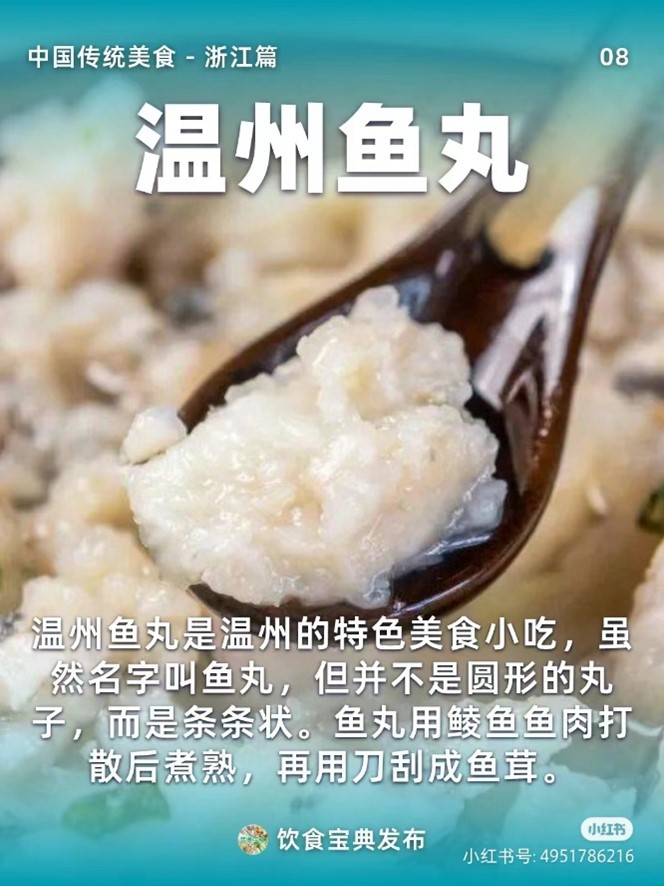 中国传统美食 - 浙江篇
08
温州鱼丸
温州鱼丸是温州的特色美食小吃，虽
然名字叫鱼丸，但并不是圆形的丸
子，而是条条状。鱼丸用鲮鱼鱼肉打
散后煮熟，再用刀刮成鱼茸。
饮食宝典发布
小红书
小红书号: 4951786216